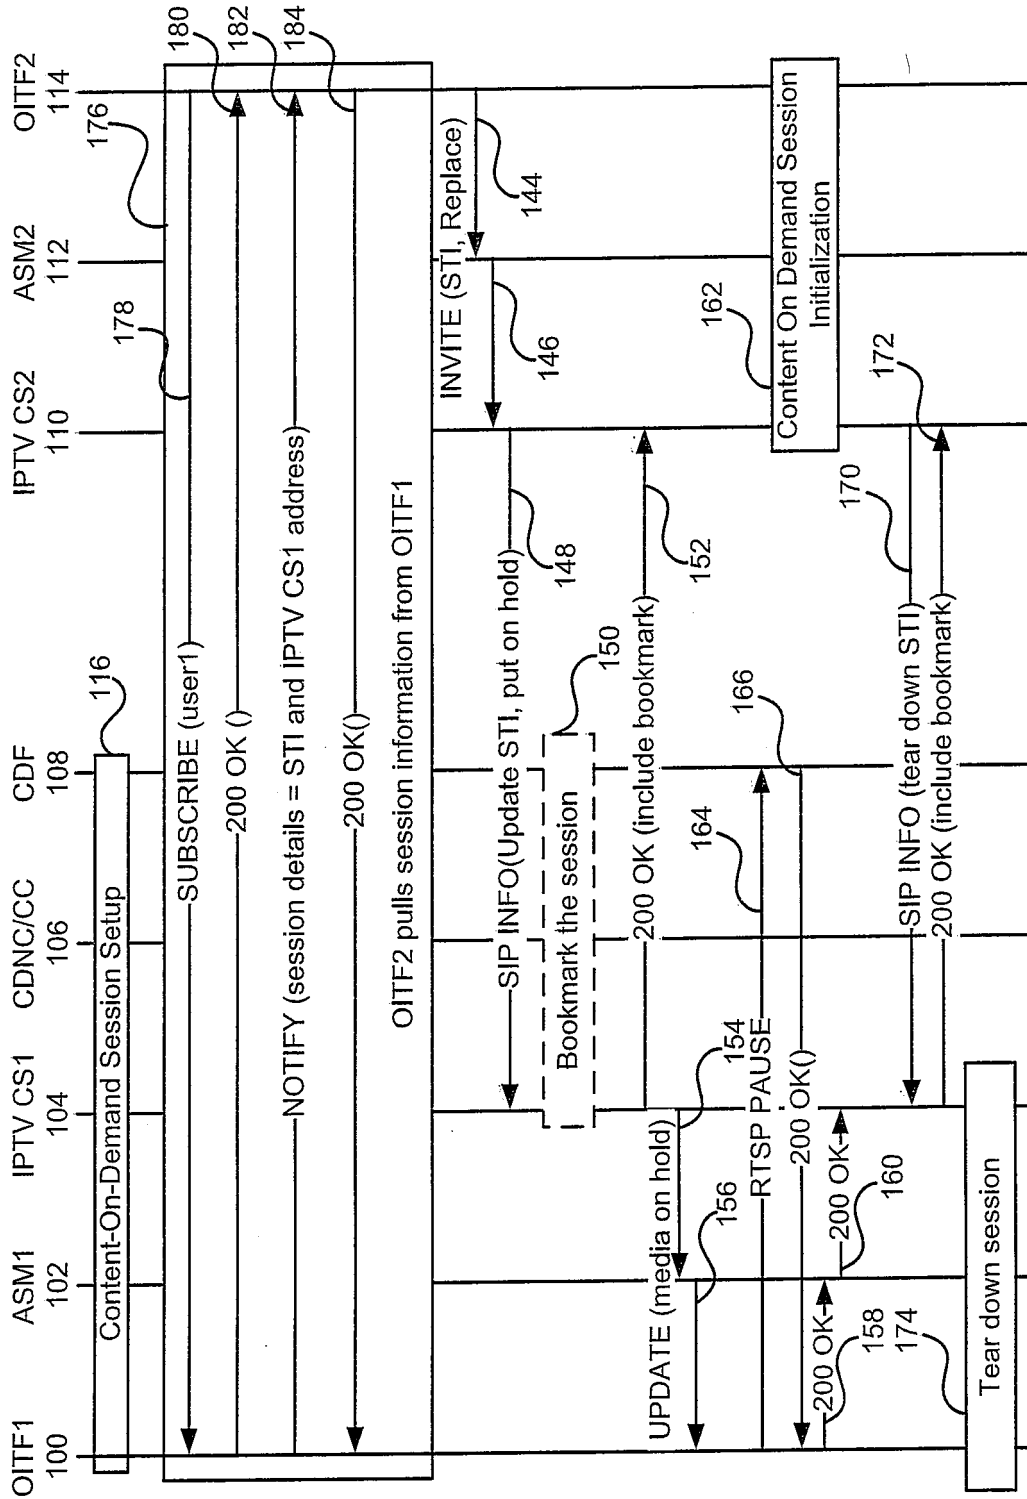 OITF1 ASM1 IPTV CS1 CDNC/CC CDF IPTV CS2 ASM2 OITF2
100 102 104 106 108 110 112 114
Content-On-Demand Session Setup
116
176
SUBSCRIBE (user1)
178
200 OK ()
180
NOTIFY (session details = STI and IPTV CS1 address)
182
200 OK()
184
OITF2 pulls session information from OITF1
INVITE (STI, Replace)
144
146
SIP INFO(Update STI, put on hold)
148
Bookmark the session
150
200 OK (include bookmark)
152
UPDATE (media on hold)
154
156
RTSP PAUSE
164
200 OK()
166
Content On Demand Session
Initialization
162
200 OK
158
200 OK
160
SIP INFO (tear down STI)
170
200 OK (include bookmark)
172
Tear down session
174